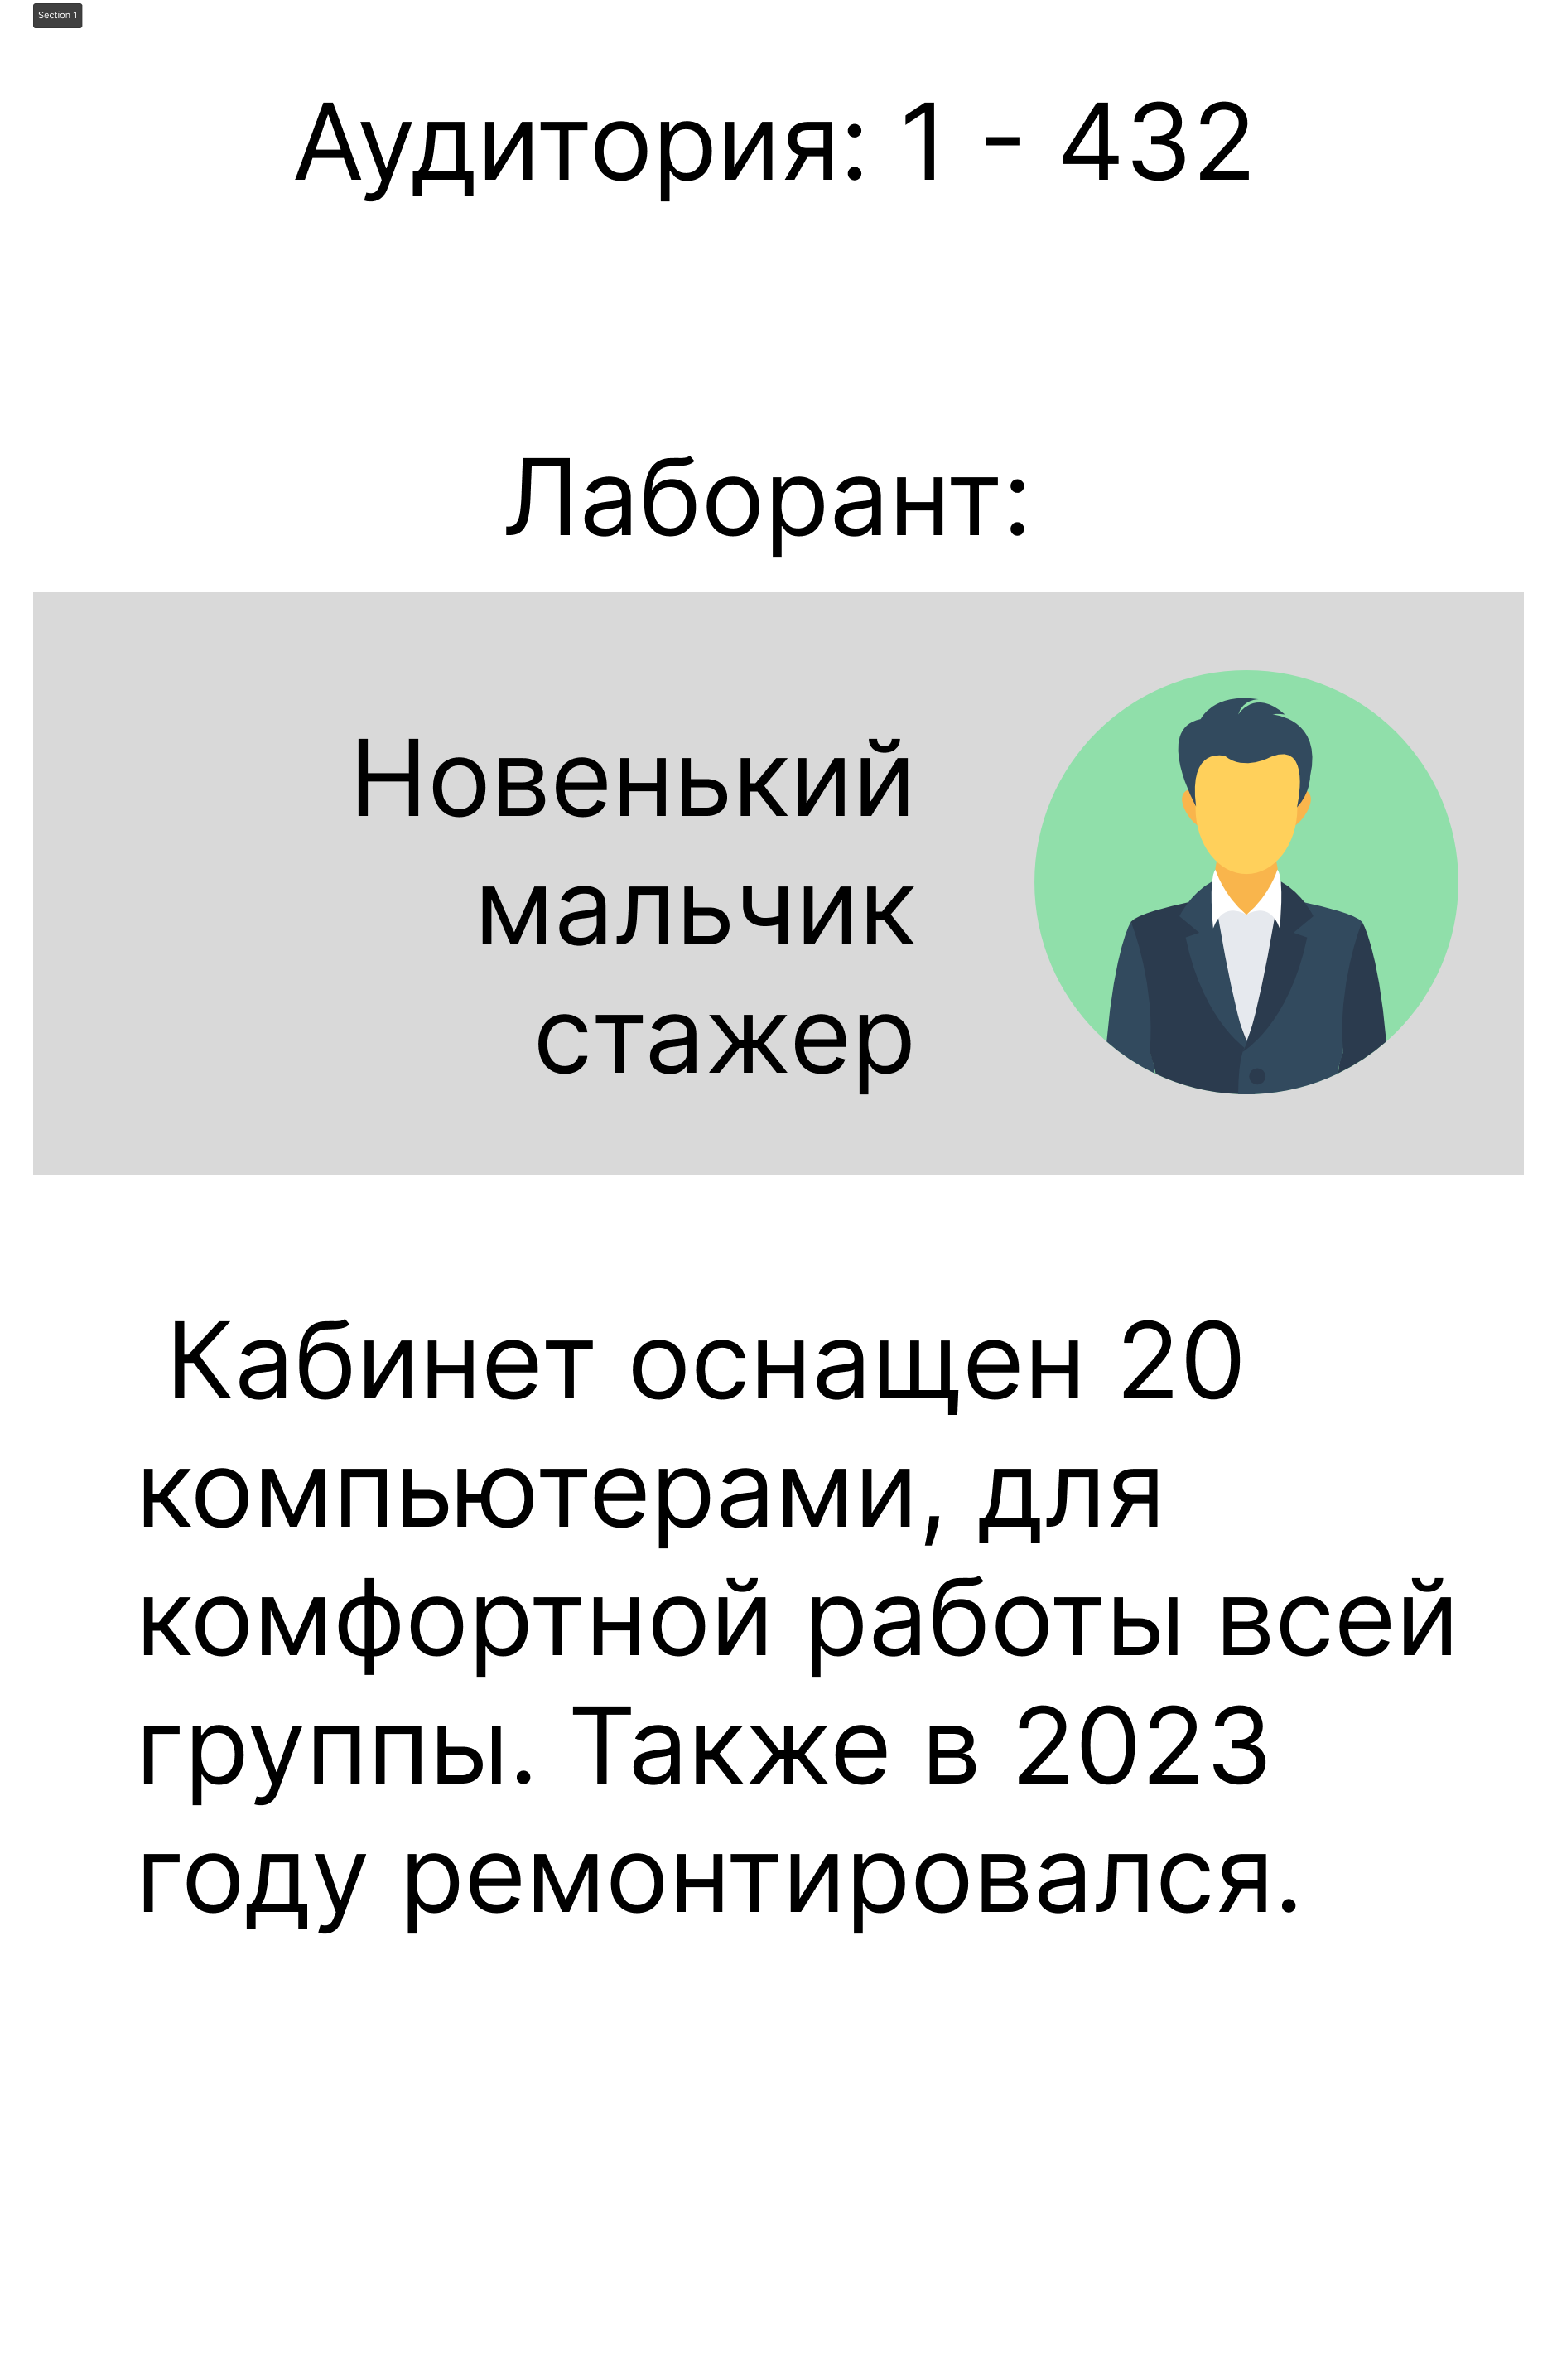 Section 1
Аудитория: 1 - 432
Лаборант:
Новенький
мальчик
стажер
Кабинет оснащен 20
компьютерами, для
комфортной работы всей
группы. Также в 2023
году ремонтировался.